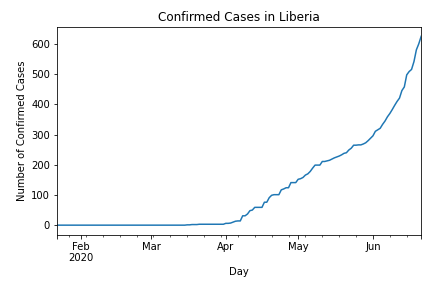 Confirmed Cases in Liberia
Number of Confirmed Cases
600
500
400
300
200
100
0
Feb
2020
Mar
Apr
May
Jun
Day